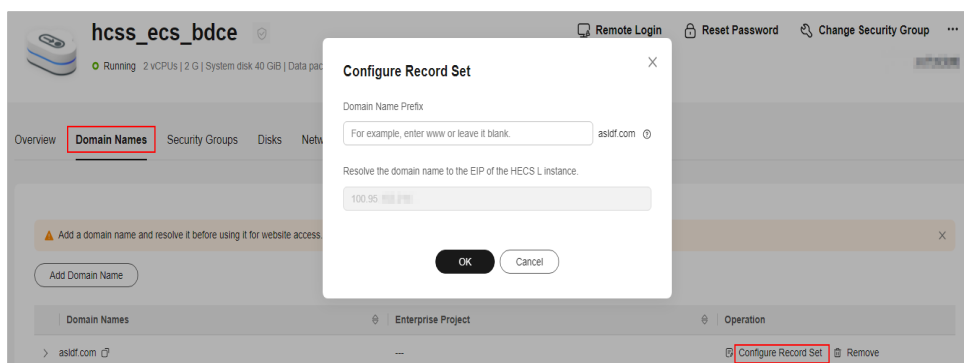 hcss_ecs_bdce
Remote Login
Reset Password
Change Security Group
Running 2 vCPUs | 2 G | System disk 40 GiB | Data pac
Configure Record Set
Domain Name Prefix
For example, enter www or leave it blank.
asldf.com
Overview
Domain Names
Security Groups
Disks
Netw
Resolve the domain name to the EIP of the HECS L instance.
100.95
Add a domain name and resolve it before using it for website access.
OK
Cancel
Add Domain Name
Domain Names
Enterprise Project
Operation
asldf.com
---
Configure Record Set
Remove